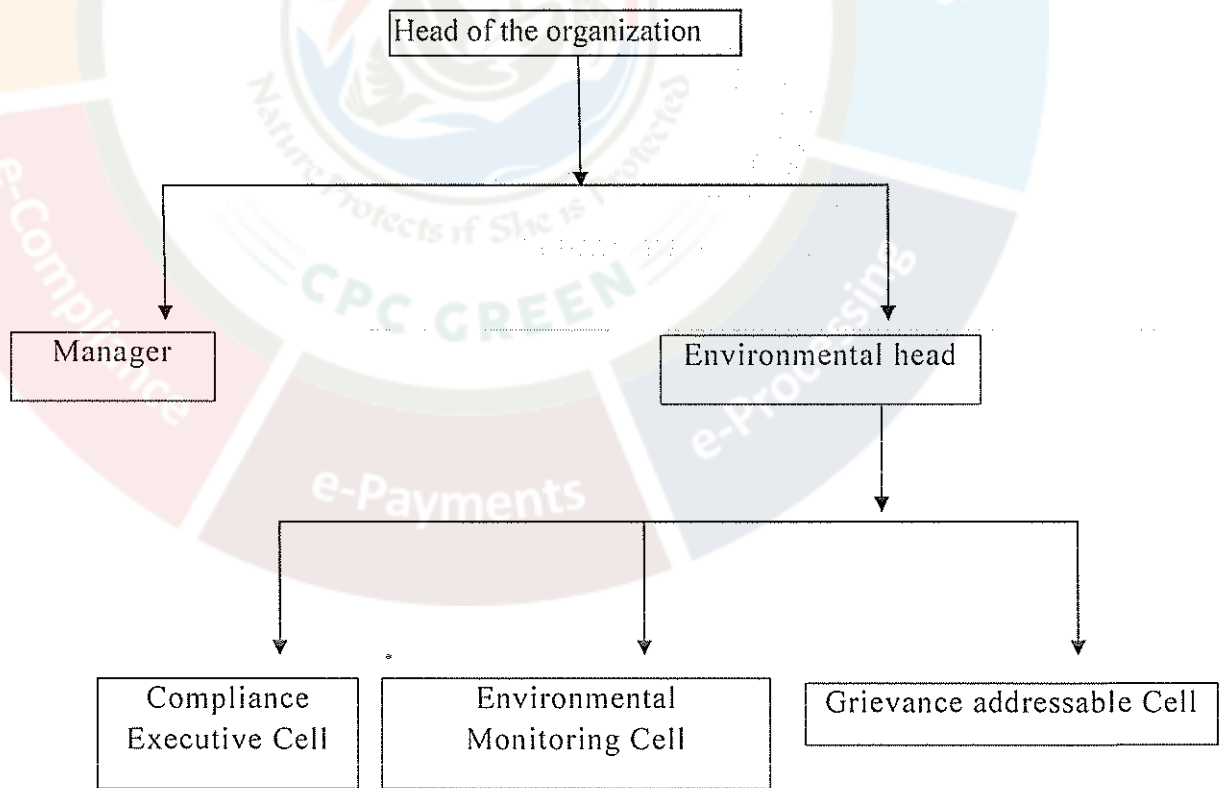 Head of the organization
Nature Protects if She is Protected
CPC GREEN
Manager
Environmental head
e-Compliance
e-Payments
e-Processing
Compliance
Executive Cell
Environmental
Monitoring Cell
Grievance addressable Cell